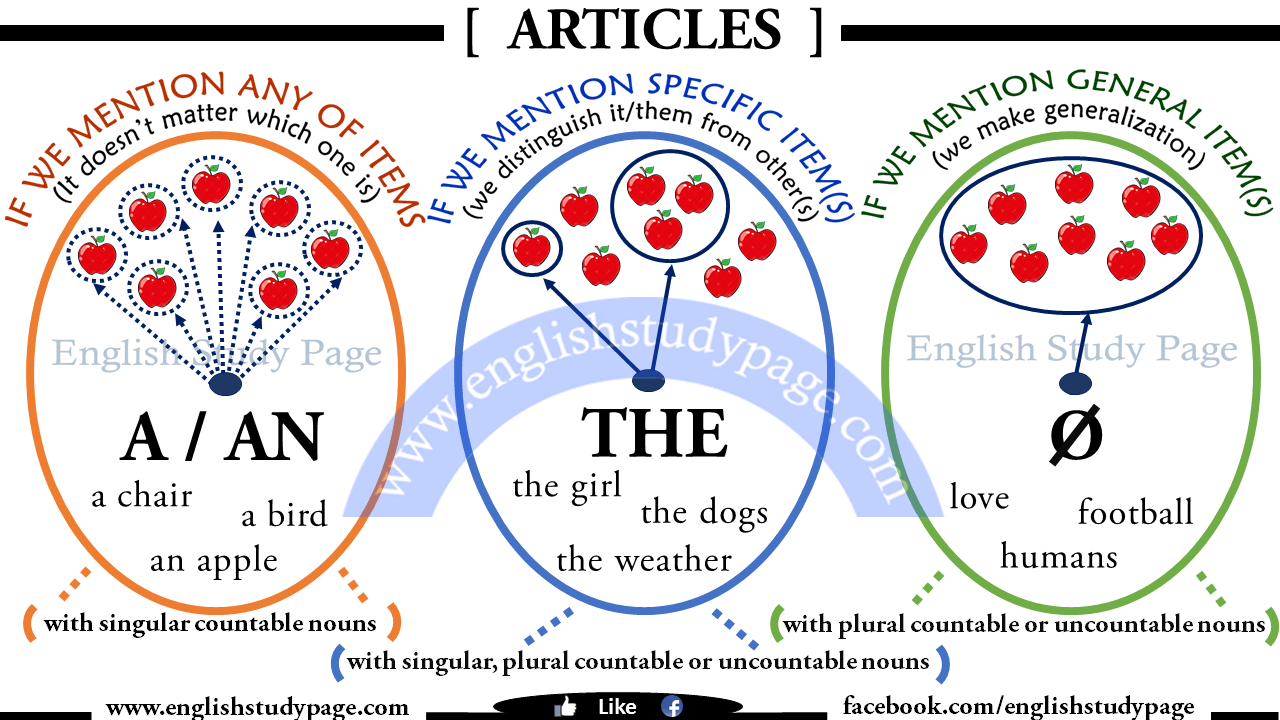 [ ARTICLES ]
IF WE MENTION ANY OF ITEMS
(It doesn't matter which one is)
English Study Page
A / AN
a chair
a bird
an apple
(with singular countable nouns)
IF WE MENTION SPECIFIC ITEM(S)
(we distinguish it/them from other(s)
www.englishstudypage.com
THE
the girl
the dogs
the weather
(with singular, plural countable or uncountable nouns)
IF WE MENTION GENERAL ITEM(S)
(we make generalization)
English Study Page
Ø
love
football
humans
(with plural countable or uncountable nouns)
www.englishstudypage.com
Like
facebook.com/englishstudypage